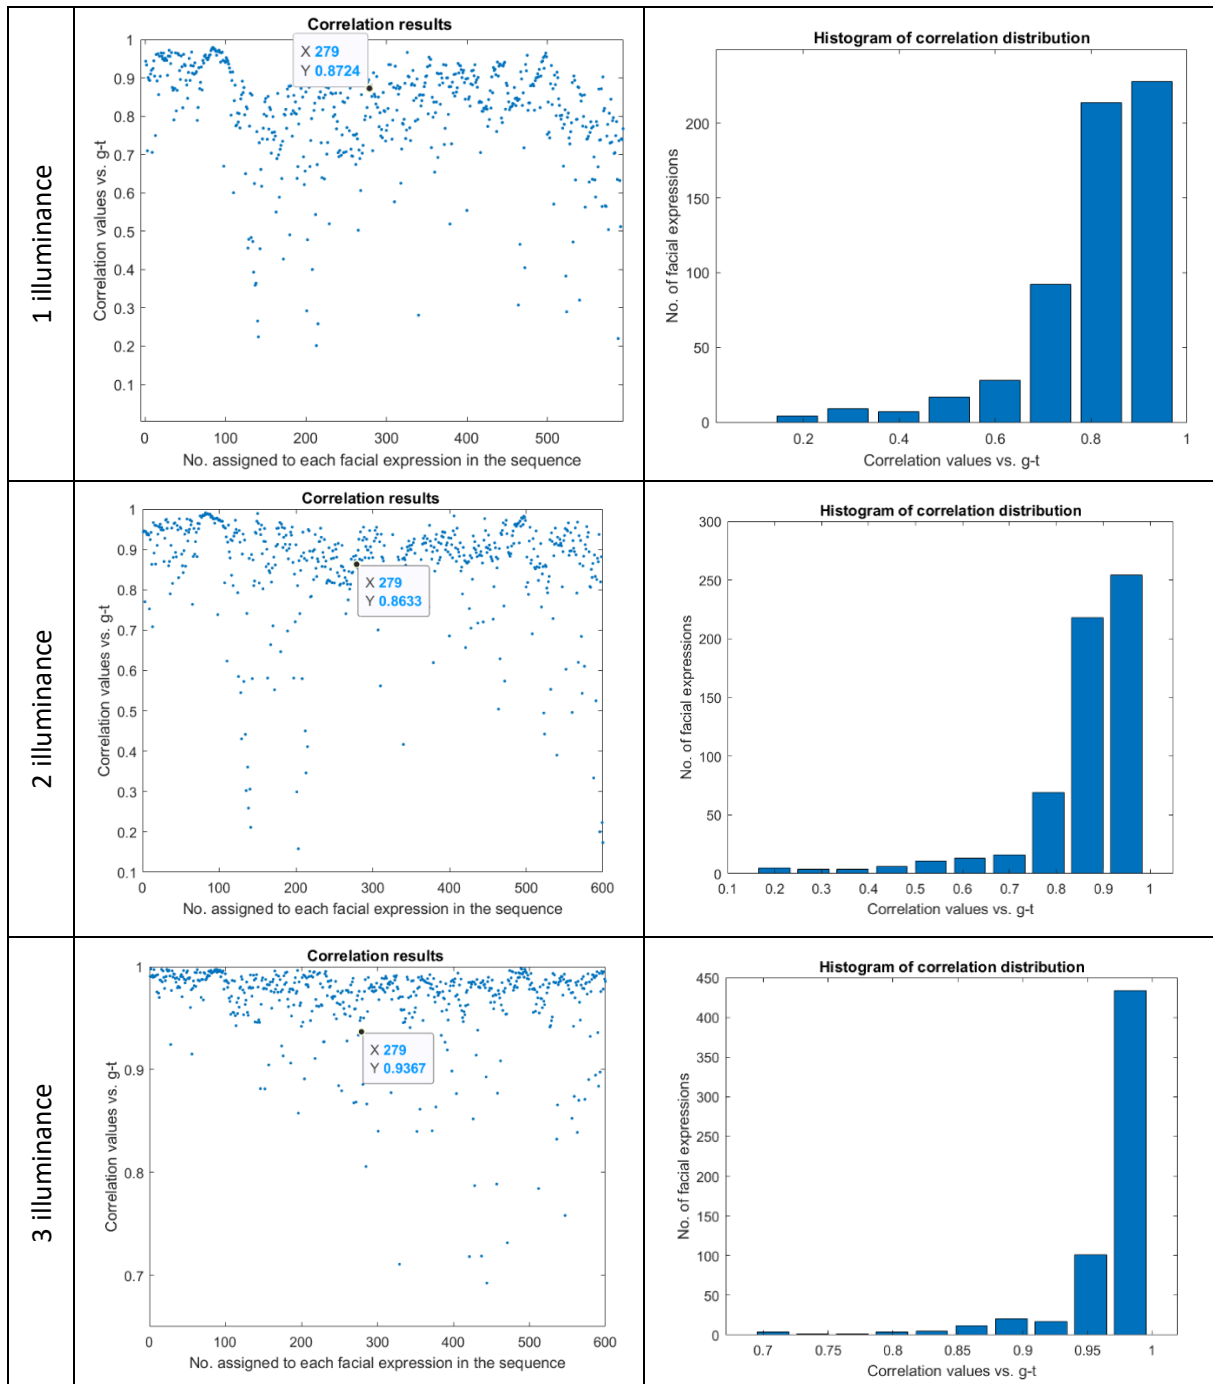 1 illuminance
Correlation results
X 279
Y 0.8724
1
0.9
0.8
0.7
0.6
0.5
0.4
0.3
0.2
0.1
Correlation values vs. g-t
0 100 200 300 400 500
No. assigned to each facial expression in the sequence
Histogram of correlation distribution
200
150
100
50
0
No. of facial expressions
0.2 0.4 0.6 0.8 1
Correlation values vs. g-t
2 illuminance
Correlation results
1
0.9
0.8
0.7
0.6
0.5
0.4
0.3
0.2
0.1
X 279
Y 0.8633
Correlation values vs. g-t
0 100 200 300 400 500 600
No. assigned to each facial expression in the sequence
Histogram of correlation distribution
300
250
200
150
100
50
0
No. of facial expressions
0.1 0.2 0.3 0.4 0.5 0.6 0.7 0.8 0.9 1
Correlation values vs. g-t
3 illuminance
Correlation results
1
0.9
0.8
0.7
X 279
Y 0.9367
Correlation values vs. g-t
0 100 200 300 400 500 600
No. assigned to each facial expression in the sequence
Histogram of correlation distribution
450
400
350
300
250
200
150
100
50
0
No. of facial expressions
0.7 0.75 0.8 0.85 0.9 0.95 1
Correlation values vs. g-t